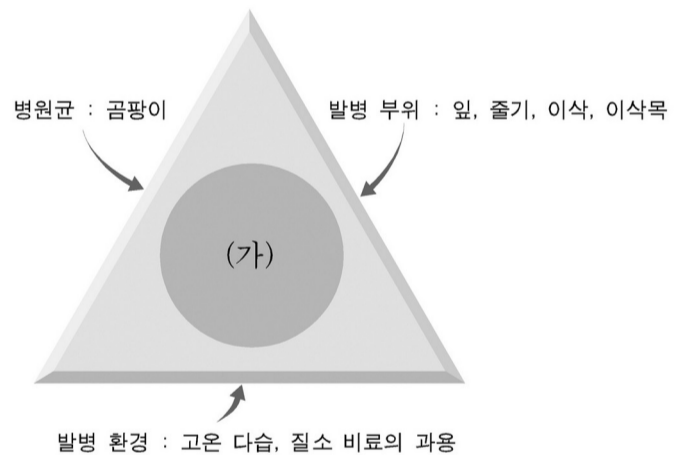 병원균 : 곰팡이
발병 부위 : 잎, 줄기, 이삭, 이삭목
(가)
발병 환경 : 고온 다습, 질소 비료의 과용